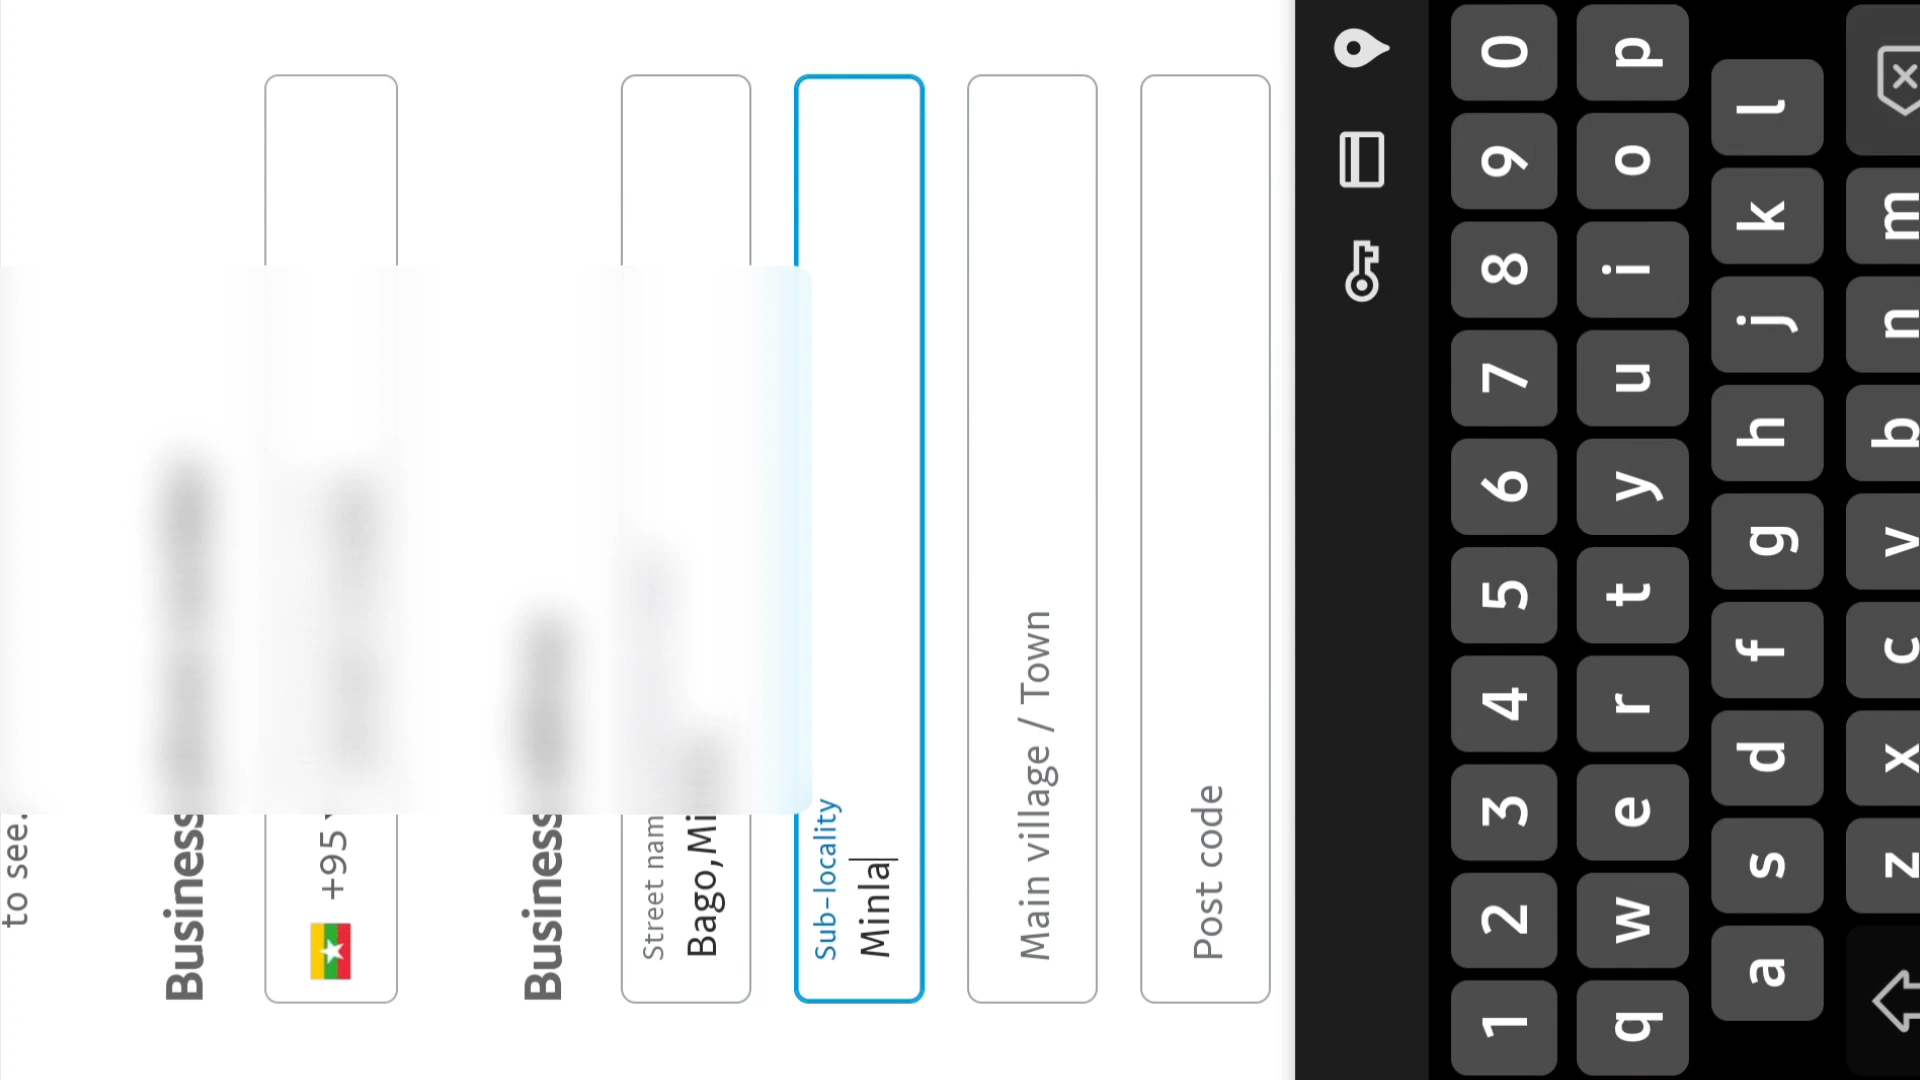 to see.
Business
+95
Business
Street nam
Bago,Mi
Sub-locality
Minla
Main village / Town
Post code
1 2 3 4 5 6 7 8 9 0
q w e r t y u i o p
a s d f g h j k l
z x c v b n m